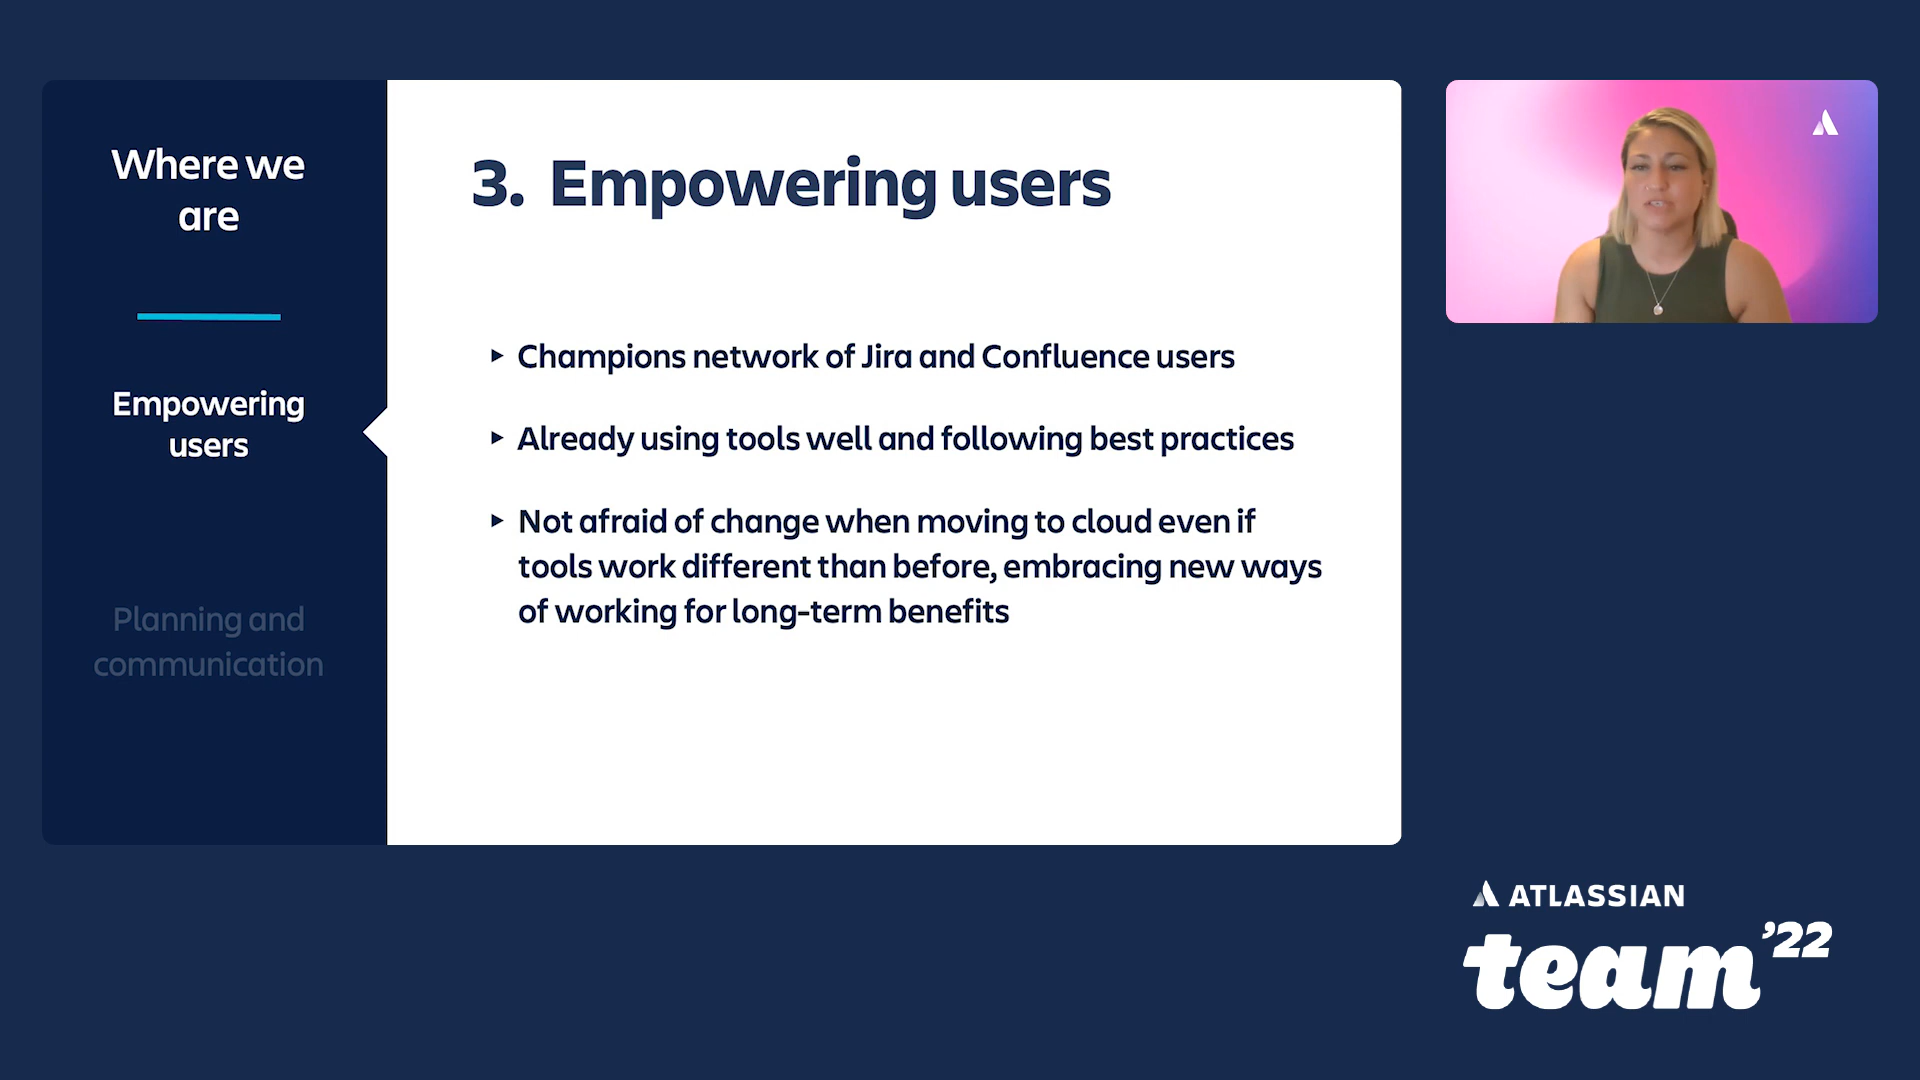 Where we
are
Empowering
users
Planning and
communication
3. Empowering users
▸ Champions network of Jira and Confluence users
▸ Already using tools well and following best practices
▸ Not afraid of change when moving to cloud even if
tools work different than before, embracing new ways
of working for long-term benefits
ATLASSIAN
team '22